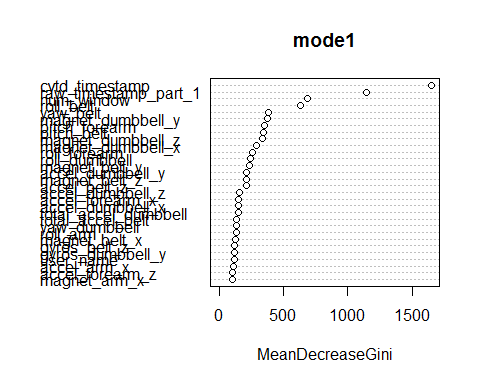 mode1
cvtd_timestamp
raw_timestamp_part_1
num_window
roll_belt
yaw_belt
magnet_dumbbell_y
pitch_forearm
pitch_belt
magnet_dumbbell_z
magnet_dumbbell_x
roll_forearm
roll_dumbbell
magnet_belt_y
accel_dumbbell_y
magnet_belt_z
accel_belt_z
accel_dumbbell_z
accel_forearm_x
accel_dumbbell_x
total_accel_dumbbell
total_accel_belt
yaw_dumbbell
roll_arm
magnet_belt_x
gyros_belt_z
gyros_dumbbell_y
user_name
accel_arm_x
accel_forearm_z
magnet_arm_x
0 500 1000 1500
MeanDecreaseGini